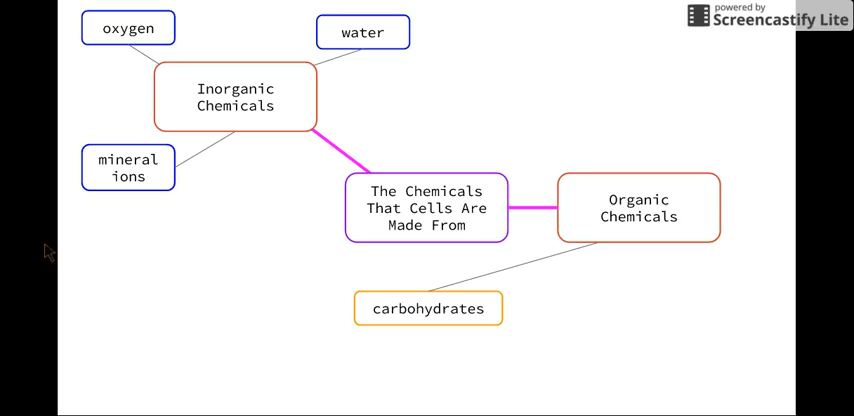 powered by
Screencastify Lite
oxygen
water
Inorganic
Chemicals
mineral
ions
The Chemicals
That Cells Are
Made From
Organic
Chemicals
carbohydrates